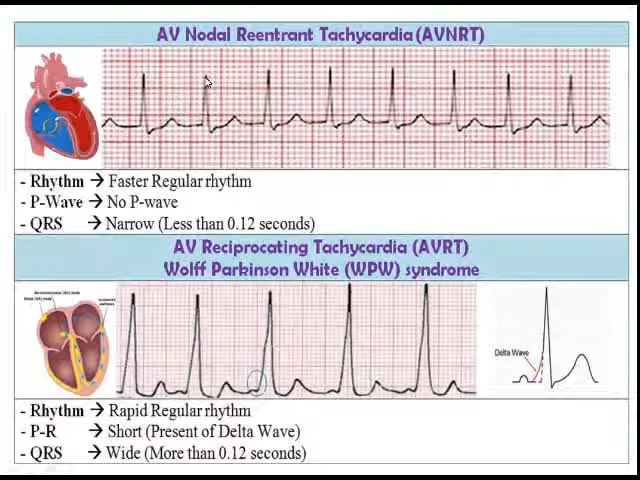 AV Nodal Reentrant Tachycardia (AVNRT)
- Rhythm → Faster Regular rhythm
- P-Wave → No P-wave
- QRS → Narrow (Less than 0.12 seconds)
AV Reciprocating Tachycardia (AVRT)
Wolff Parkinson White (WPW) syndrome
Delta Wave
- Rhythm → Rapid Regular rhythm
- P-R → Short (Present of Delta Wave)
- QRS → Wide (More than 0.12 seconds)